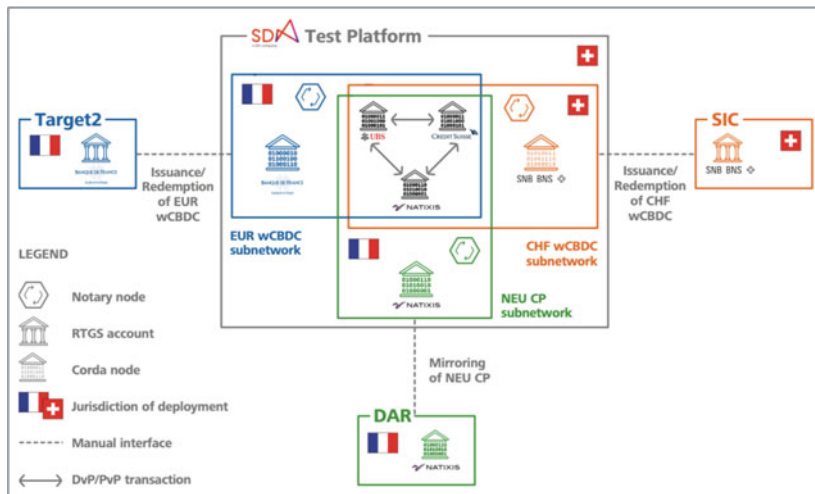 SDX Test Platform
Target2
BANQUE DE FRANCE
Issuance/
Redemption
of EUR
wCBDC
BANQUE DE FRANCE
EUR wCBDC
subnetwork
UBS
CREDIT SUISSE
NATIXIS
SNB BNS
CHF wCBDC
subnetwork
Issuance/
Redemption
of CHF
wCBDC
SIC
SNB BNS
NATIXIS
NEU CP
subnetwork
Mirroring
of NEU CP
DAR
NATIXIS
LEGEND
Notary node
RTGS account
Corda node
Jurisdiction of deployment
Manual interface
DvP/PvP transaction